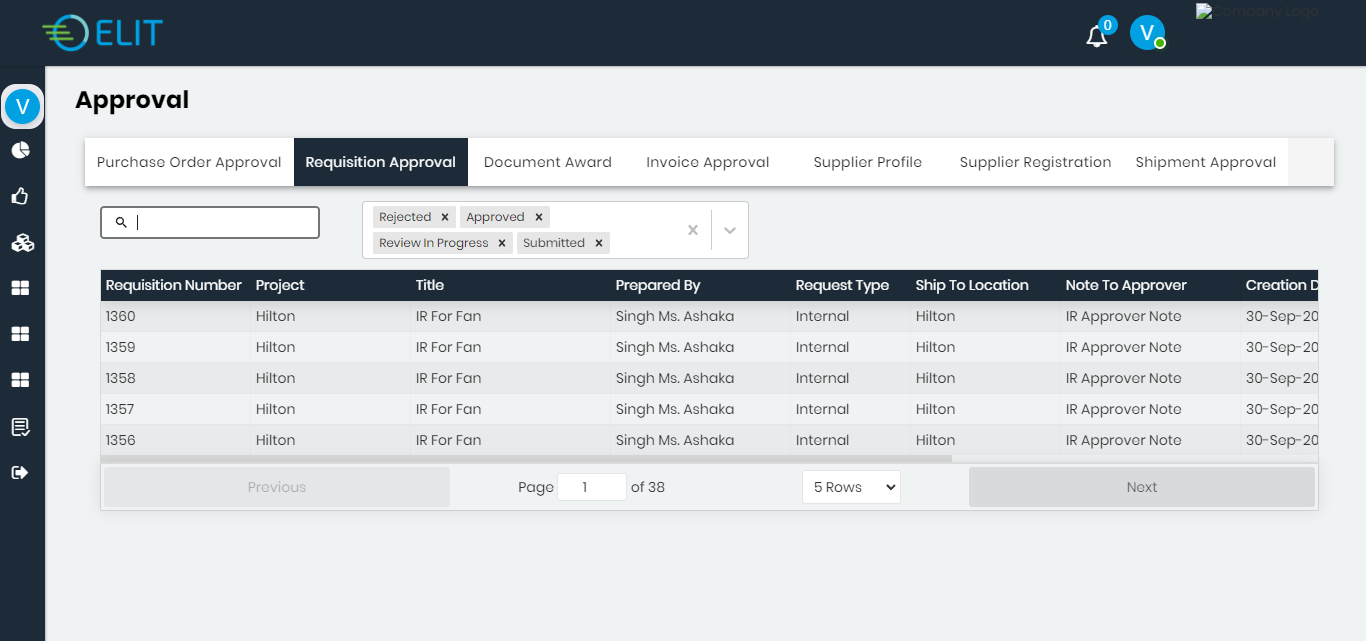 ELIT
0
V
Company Logo
V
Approval
Purchase Order Approval Requisition Approval Document Award Invoice Approval Supplier Profile Supplier Registration Shipment Approval
Rejected × Approved ×
Review In Progress × Submitted ×
Requisition Number Project Title Prepared By Request Type Ship To Location Note To Approver Creation D
1360 Hilton IR For Fan Singh Ms. Ashaka Internal Hilton IR Approver Note 30-Sep-20
1359 Hilton IR For Fan Singh Ms. Ashaka Internal Hilton IR Approver Note 30-Sep-20
1358 Hilton IR For Fan Singh Ms. Ashaka Internal Hilton IR Approver Note 30-Sep-20
1357 Hilton IR For Fan Singh Ms. Ashaka Internal Hilton IR Approver Note 30-Sep-20
1356 Hilton IR For Fan Singh Ms. Ashaka Internal Hilton IR Approver Note 30-Sep-20
Previous Page 1 of 38 5 Rows Next